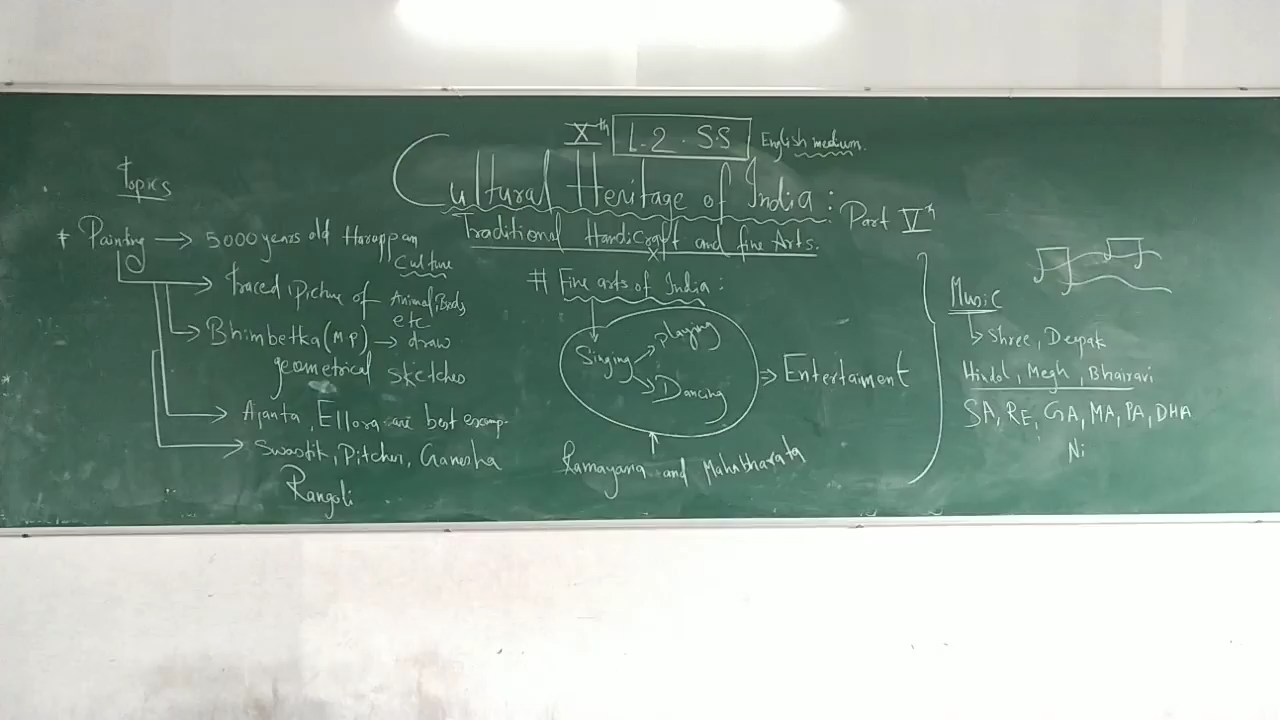 Xth L.2. S.S English medium.
Cultural Heritage of India:
Traditional Handicraft and fine Arts.
Part Vth
topics
* Painting → 5000 years old Harappan
Culture
traced picture of Animal, Birds
etc
Bhimbetka (M.P) → draw
geometrical sketches
Ajanta, Ellora are best examp.
Swastik, Pitcher, Ganesha
Rangoli
# Fine arts of India:
Singing
playing
Dancing
⇒ Entertaiment
Ramayana and Mahabharata
Music
Shree, Deepak
Hindol, Megh, Bhairavi
SA, RE, GA, MA, PA, DHA
Ni